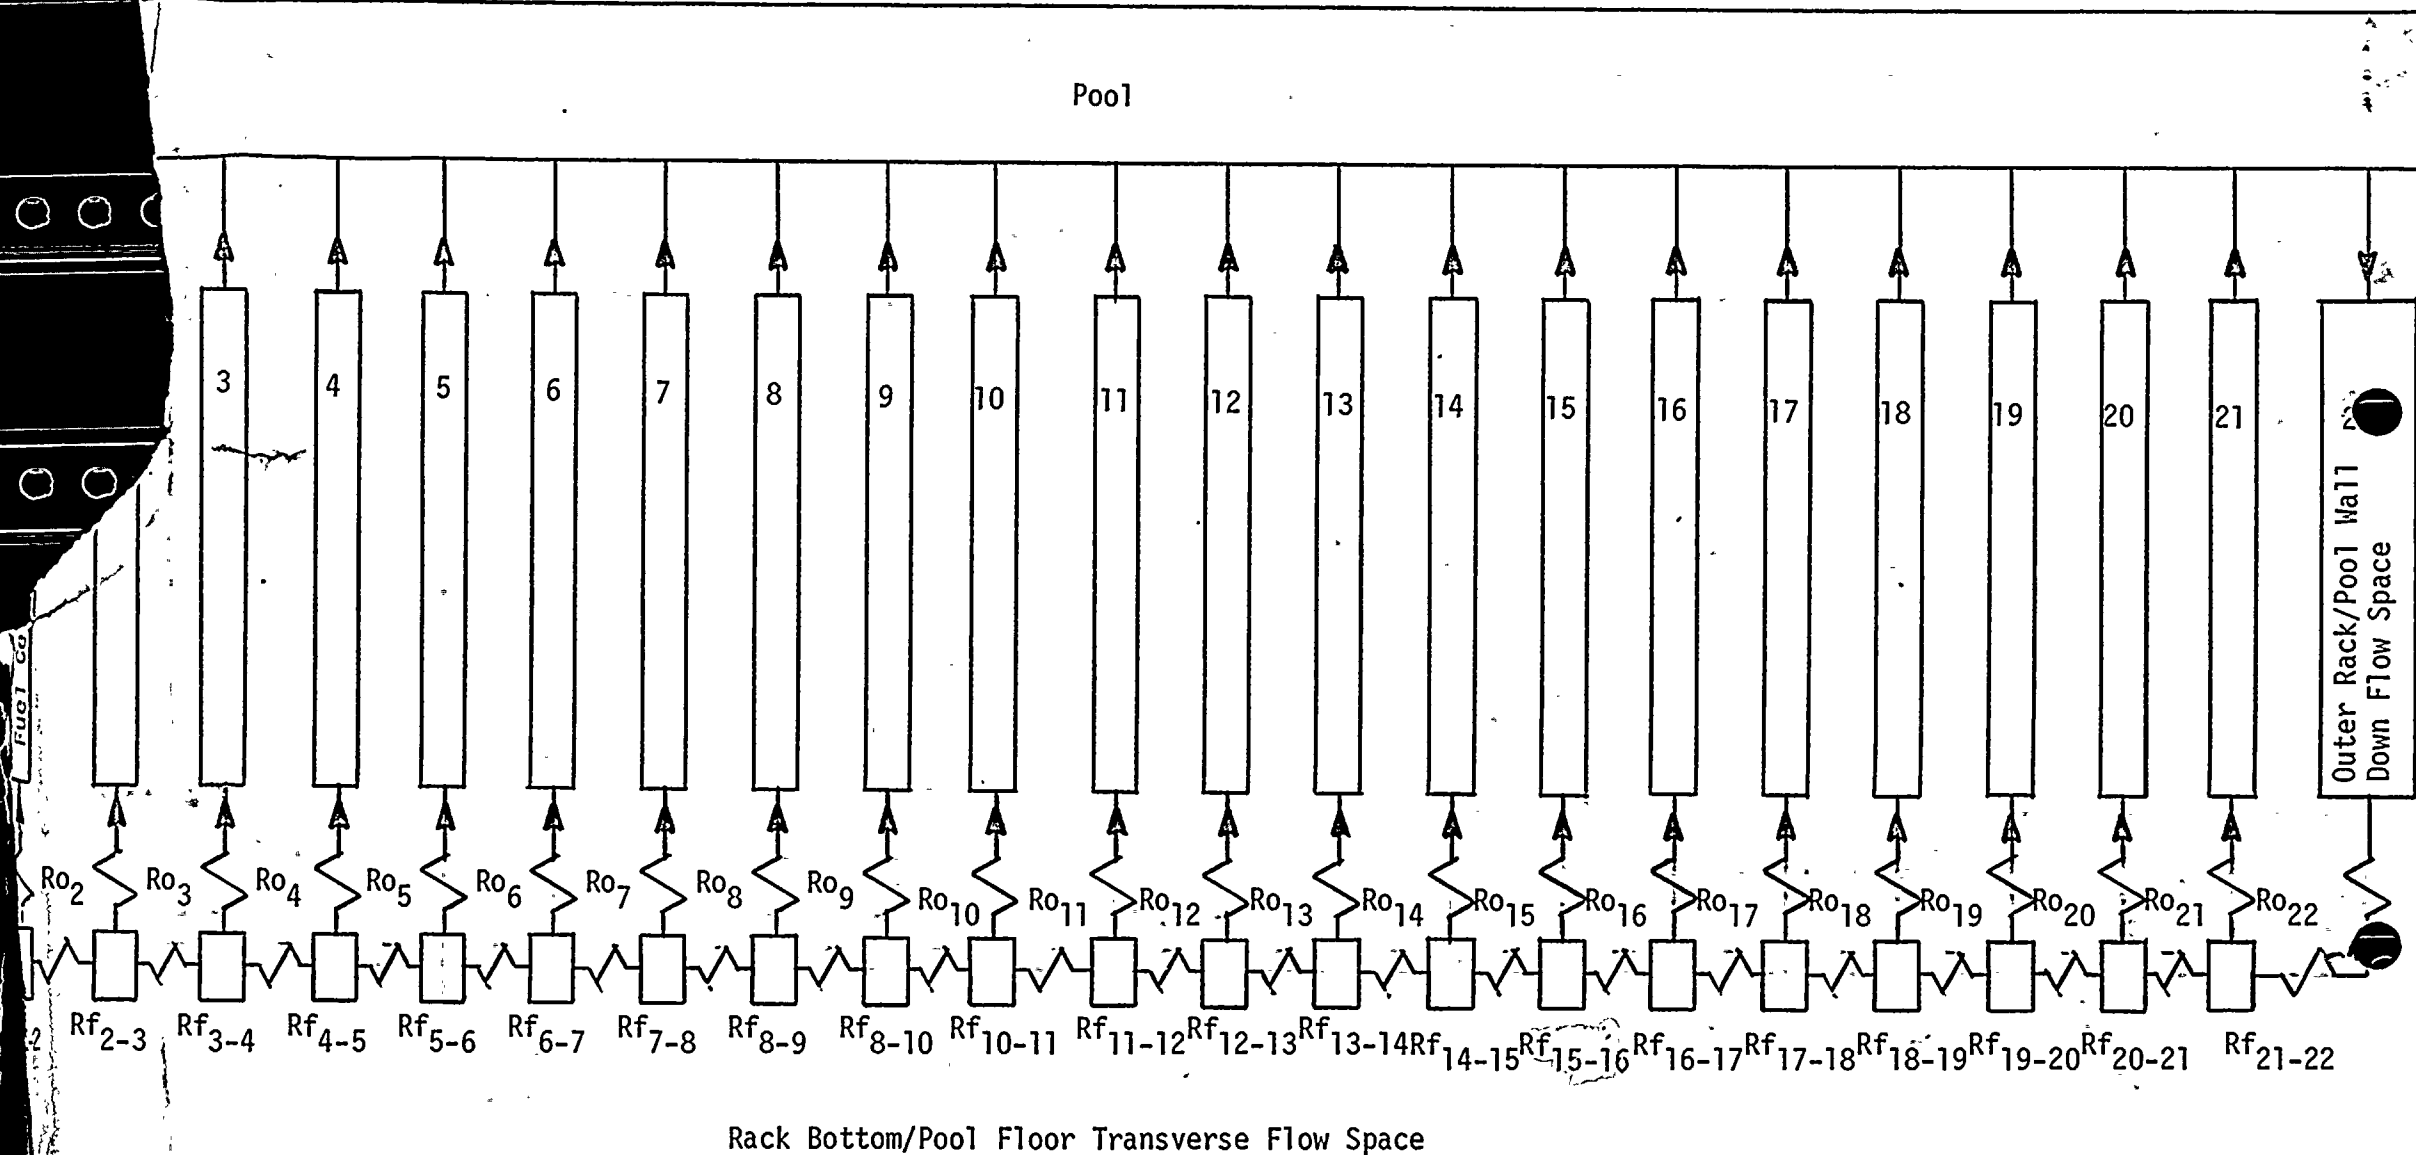 Pool
3 4 5 6 7 8 9 10 11 12 13 14 15 16 17 18 19 20 21
Outer Rack/Pool Wall
Down Flow Space
Ro2 Ro3 Ro4 Ro5 Ro6 Ro7 Ro8 Ro9 Ro10 Ro11 Ro12 Ro13 Ro14 Ro15 Ro16 Ro17 Ro18 Ro19 Ro20 Ro21 Ro22
Rf2-3 Rf3-4 Rf4-5 Rf5-6 Rf6-7 Rf7-8 Rf8-9 Rf8-10 Rf10-11 Rf11-12 Rf12-13 Rf13-14 Rf14-15 Rf15-16 Rf16-17 Rf17-18 Rf18-19 Rf19-20 Rf20-21 Rf21-22
Fuel
Rack Bottom/Pool Floor Transverse Flow Space